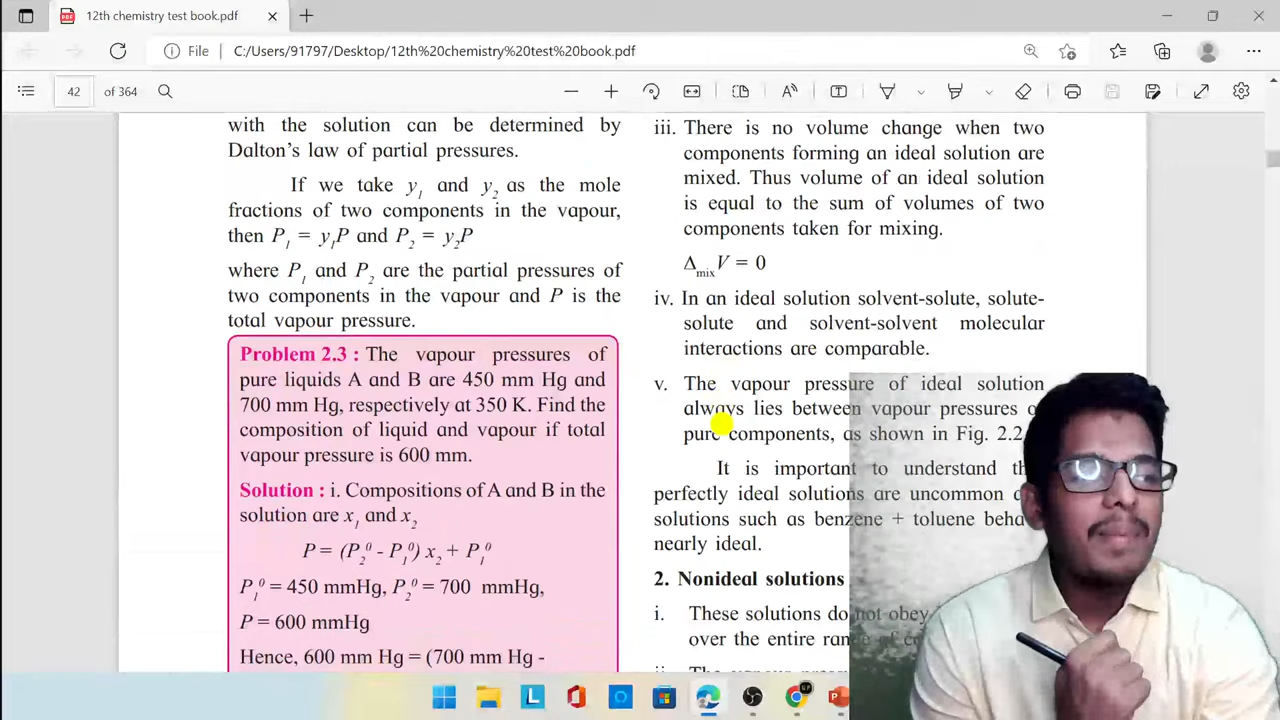 12th chemistry test book.pdf
File
C:/Users/91797/Desktop/12th%20chemistry%20test%20book.pdf
42 of 364
with the solution can be determined by
Dalton's law of partial pressures.
If we take y1 and y2 as the mole
fractions of two components in the vapour,
then P1 = y1P and P2 = y2P
where P1 and P2 are the partial pressures of
two components in the vapour and P is the
total vapour pressure.
Problem 2.3 : The vapour pressures of
pure liquids A and B are 450 mm Hg and
700 mm Hg, respectively at 350 K. Find the
composition of liquid and vapour if total
vapour pressure is 600 mm.
Solution : i. Compositions of A and B in the
solution are x1 and x2
P = (P2^0 - P1^0) x2 + P1^0
P1^0 = 450 mmHg, P2^0 = 700 mmHg,
P = 600 mmHg
Hence, 600 mm Hg = (700 mm Hg -
iii. There is no volume change when two
components forming an ideal solution are
mixed. Thus volume of an ideal solution
is equal to the sum of volumes of two
components taken for mixing.
ΔmixV = 0
iv. In an ideal solution solvent-solute, solute-
solute and solvent-solvent molecular
interactions are comparable.
v. The vapour pressure of ideal solution
always lies between vapour pressures
pure components, as shown in Fig. 2.2
It is important to understand
perfectly ideal solutions are uncommon
solutions such as benzene + toluene
nearly ideal.
2. Nonideal solutions
i. These solutions do not obey
over the entire